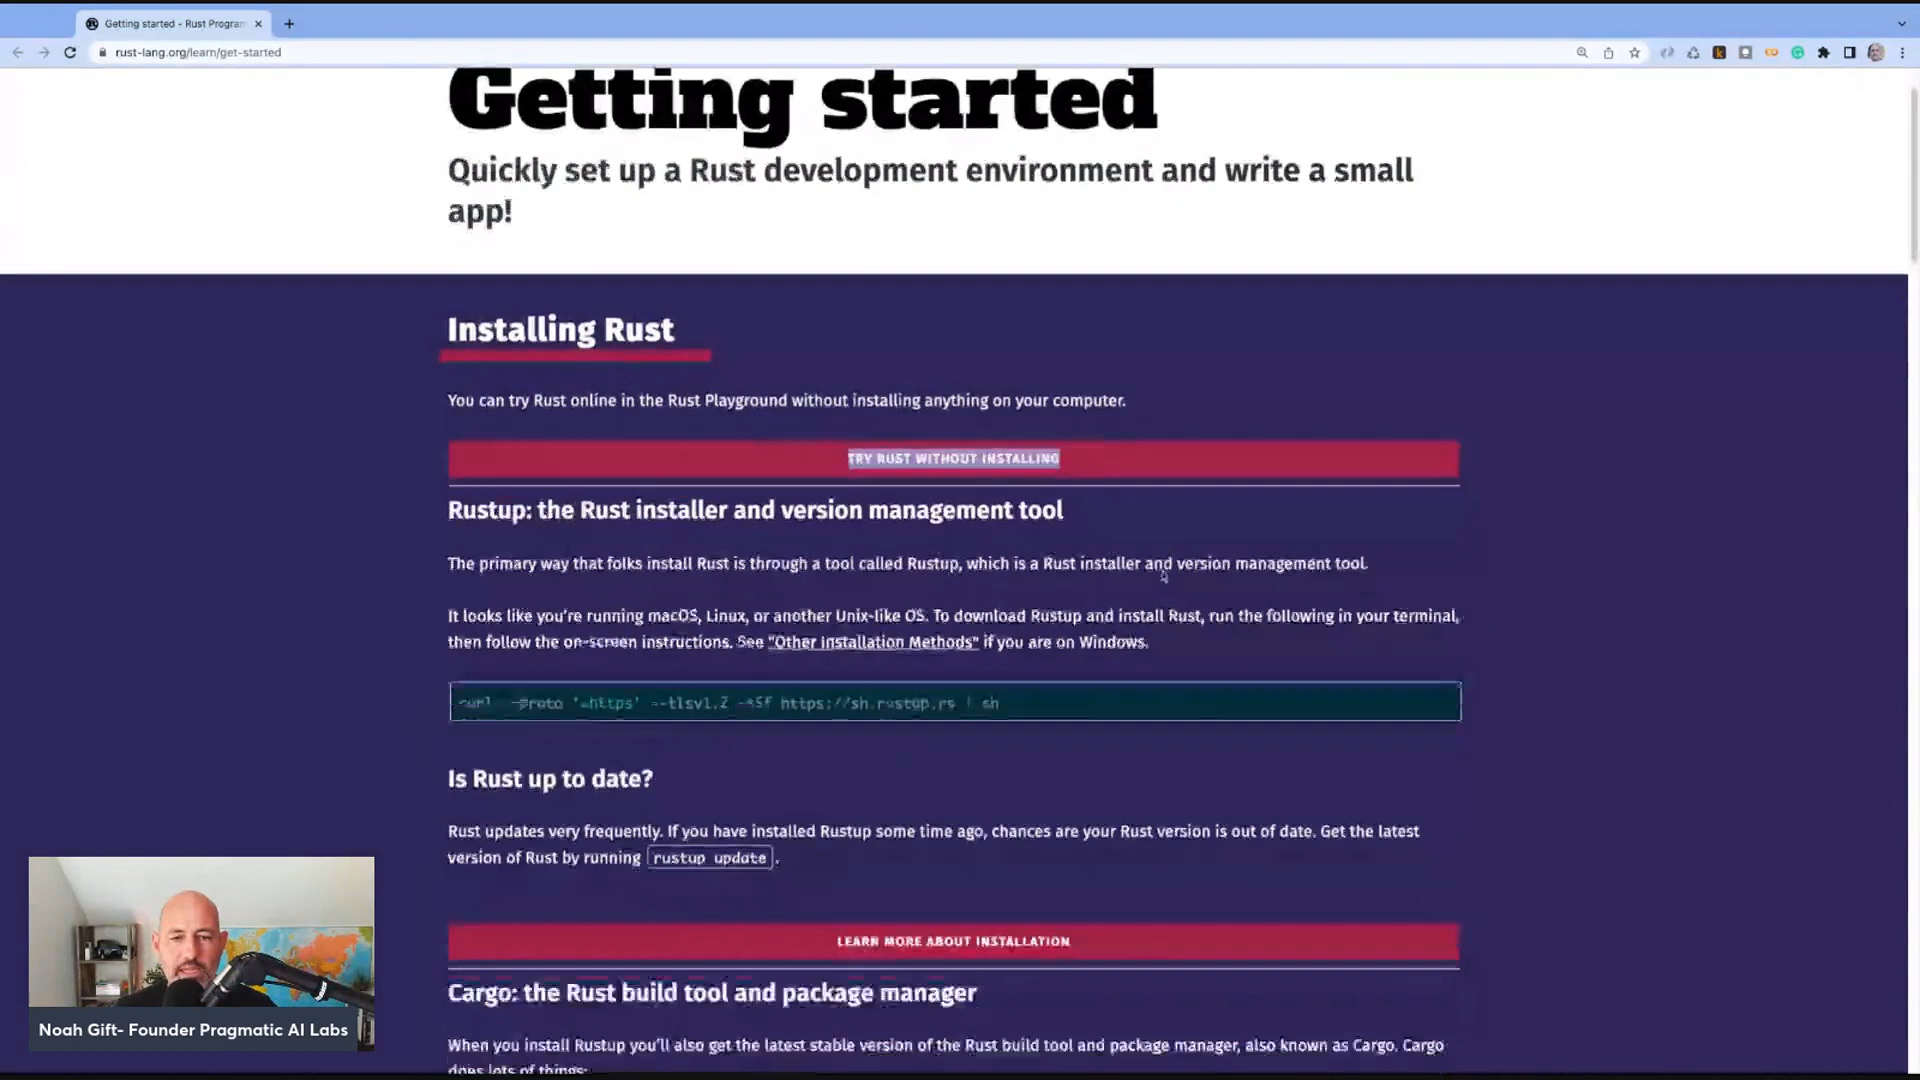 Getting started - Rust Program
rust-lang.org/learn/get-started
Getting started
Quickly set up a Rust development environment and write a small
app!
Installing Rust
You can try Rust online in the Rust Playground without installing anything on your computer.
TRY RUST WITHOUT INSTALLING
Rustup: the Rust installer and version management tool
The primary way that folks install Rust is through a tool called Rustup, which is a Rust installer and version management tool.
It looks like you're running macOS, Linux, or another Unix-like OS. To download Rustup and install Rust, run the following in your terminal,
then follow the on-screen instructions. See "Other Installation Methods" if you are on Windows.
curl --proto '=https' --tlsv1.2 -sSf https://sh.rustup.rs | sh
Is Rust up to date?
Rust updates very frequently. If you have installed Rustup some time ago, chances are your Rust version is out of date. Get the latest
version of Rust by running rustup update .
LEARN MORE ABOUT INSTALLATION
Cargo: the Rust build tool and package manager
When you install Rustup you'll also get the latest stable version of the Rust build tool and package manager, also known as Cargo. Cargo
does lots of things:
Noah Gift- Founder Pragmatic AI Labs